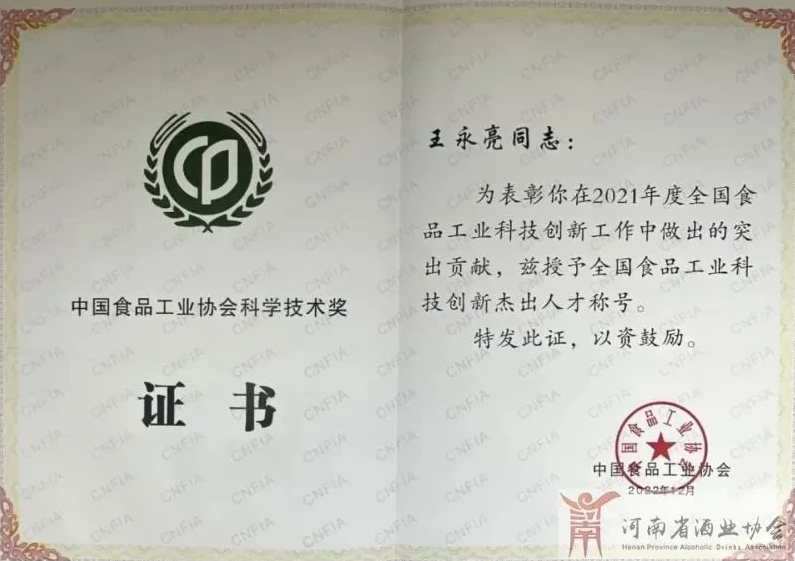 中国食品工业协会科学技术奖
证书
王永亮同志：
为表彰你在2021年度全国食
品工业科技创新工作中做出的突
出贡献，兹授予全国食品工业科
技创新杰出人才称号。
特发此证，以资鼓励。
中国食品工业协会
中国食品工业协会
2022年12月
河南省酒业协会
Henan Province Alcoholic Drinks Association
CNFIA